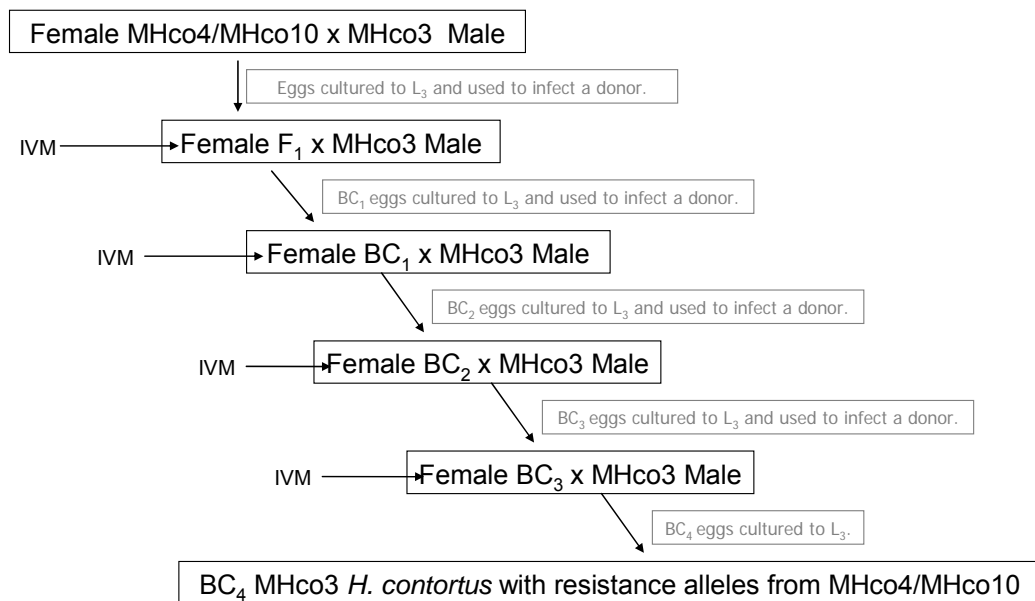 Female MHco4/MHco10 x MHco3 Male
Eggs cultured to L₃ and used to infect a donor.
IVM
Female F₁ x MHco3 Male
BC₁ eggs cultured to L₃ and used to infect a donor.
IVM
Female BC₁ x MHco3 Male
BC₂ eggs cultured to L₃ and used to infect a donor.
IVM
Female BC₂ x MHco3 Male
BC₃ eggs cultured to L₃ and used to infect a donor.
IVM
Female BC₃ x MHco3 Male
BC₄ eggs cultured to L₃.
BC₄ MHco3 H. contortus with resistance alleles from MHco4/MHco10